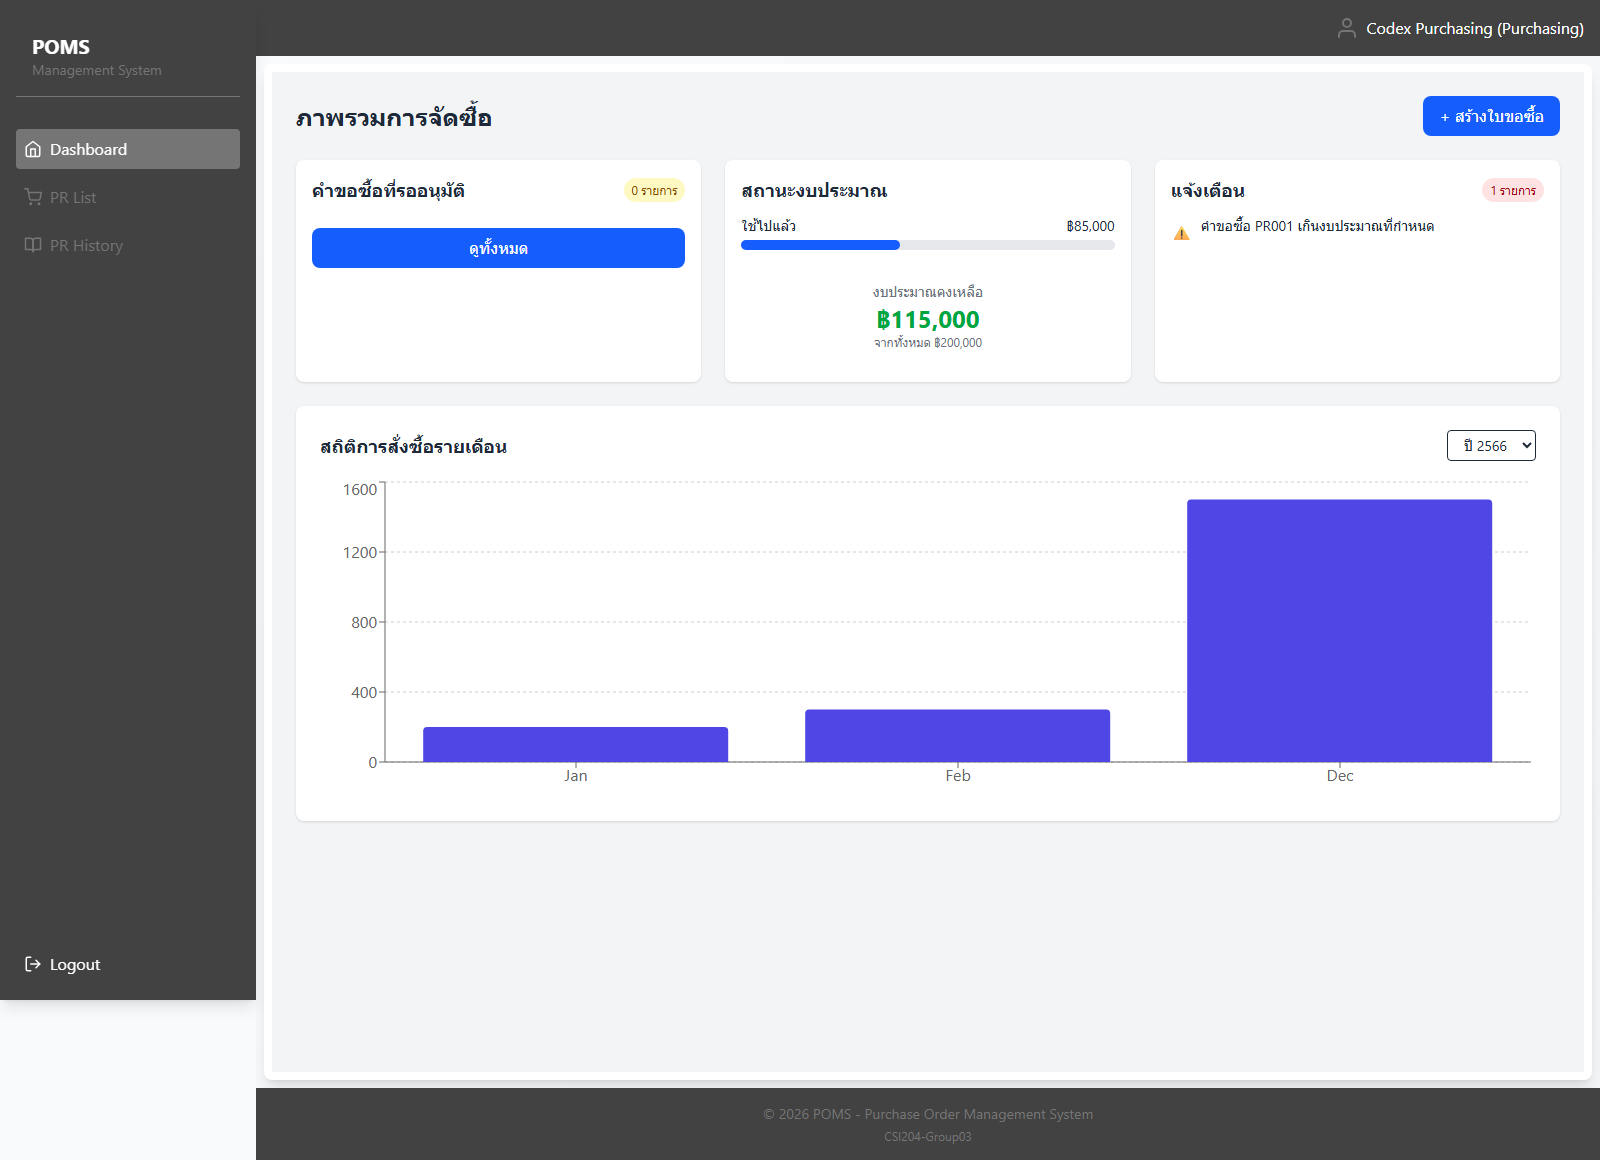 POMS
Management System
Dashboard
PR List
PR History
Logout
Codex Purchasing (Purchasing)
ภาพรวมการจัดซื้อ
+ สร้างใบขอซื้อ
คำขอซื้อที่รออนุมัติ
0 รายการ
ดูทั้งหมด
สถานะงบประมาณ
ใช้ไปแล้ว ฿85,000
งบประมาณคงเหลือ
฿115,000
จากทั้งหมด ฿200,000
แจ้งเตือน
1 รายการ
คำขอซื้อ PR001 เกินงบประมาณที่กำหนด
สถิติการสั่งซื้อรายเดือน
ปี 2566
1600
1200
800
400
0
Jan Feb Dec
© 2026 POMS - Purchase Order Management System
CSI204-Group03